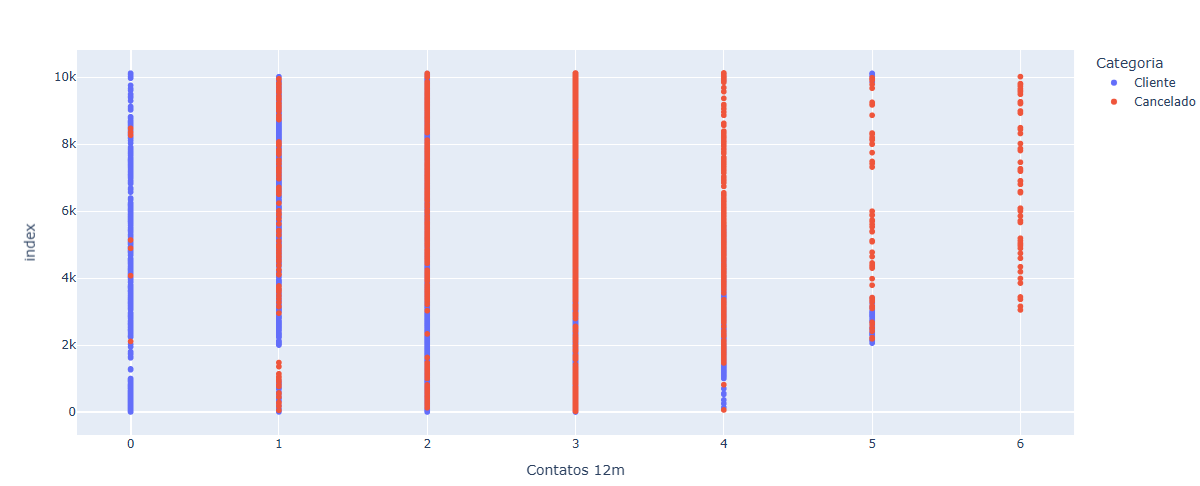 Categoria
Cliente
Cancelado
10k
8k
6k
4k
2k
0
index
0 1 2 3 4 5 6
Contatos 12m